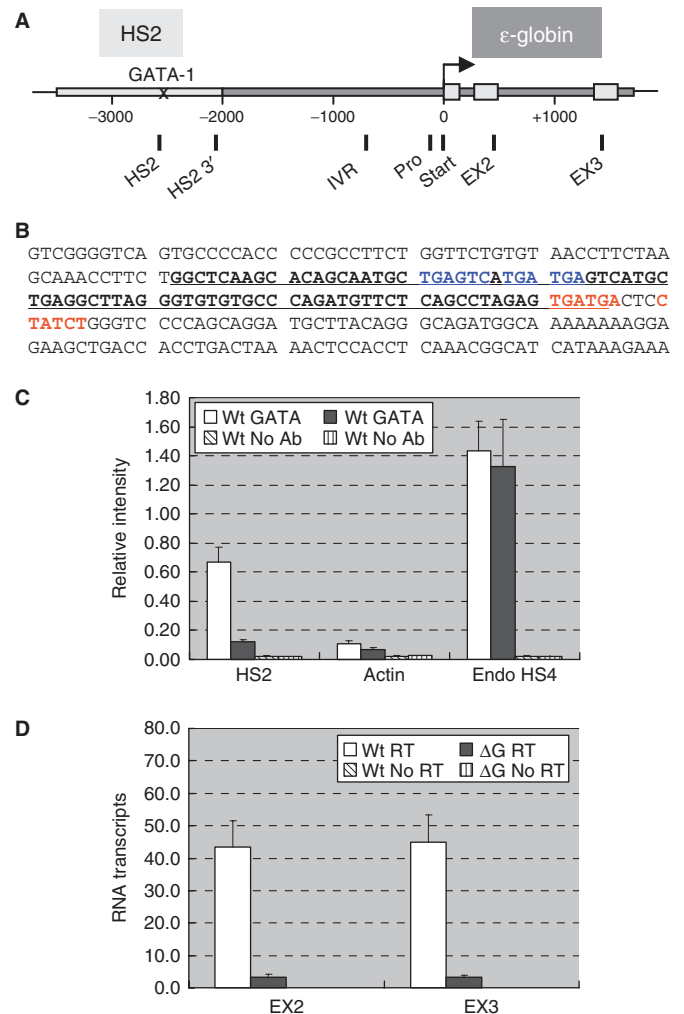 A
HS2
ε-globin
GATA-1
x
–3000
–2000
–1000
0
+1000
HS2
HS2 3′
IVR
Pro
Start
EX2
EX3
B
GTCGGGGTCA GTGCCCCACC CCCGCCTTCT GGTTCTGTGT AACCTTCTAA
GCAAACCTTCT TGGCTCAAGC ACAGCAATGC TGAGTCATGA TGAGTCATGC
TGAGGCTTAG GGTGTGTGCCC CAGATGTTCT CAGCCTAGAG TGATGACTCC
TATCTGGGTC CCCAGCAGGA TGCTTACAGG GCAGATGGCA AAAAAAAGGA
GAAGCTGACC ACCTGACTAAA AACTCCACCT CAAACGGCAT CATAAAGAAA
C
1.80
1.60
1.40
1.20
1.00
0.80
0.60
0.40
0.20
0.00
Relative intensity
Wt GATA
Wt GATA
Wt No Ab
Wt No Ab
HS2
Actin
Endo HS4
D
80.0
70.0
60.0
50.0
40.0
30.0
20.0
10.0
0.0
RNA transcripts
Wt RT
ΔG RT
Wt No RT
ΔG No RT
EX2
EX3